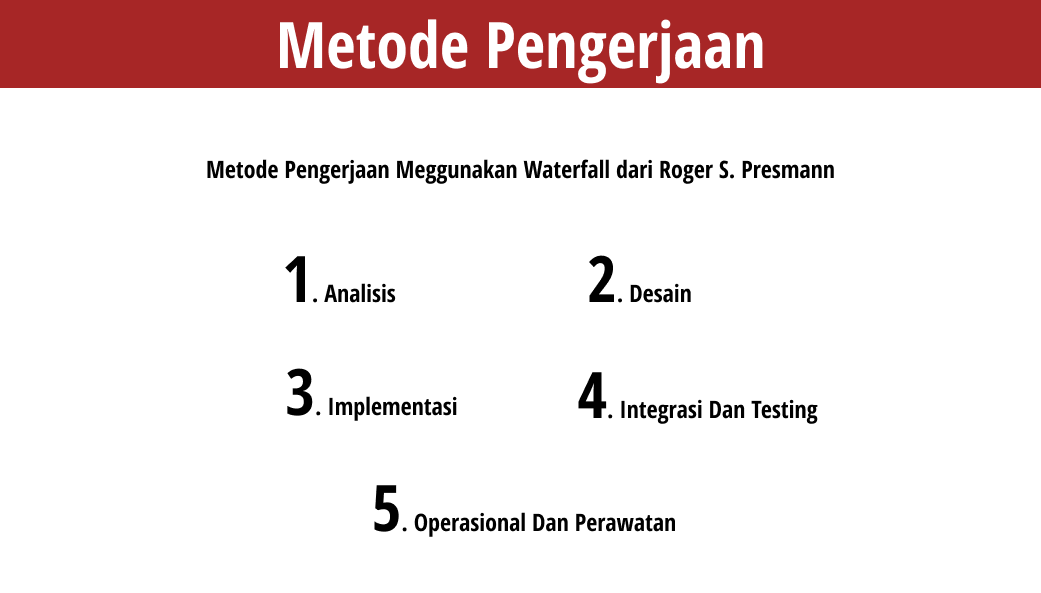 Metode Pengerjaan
Metode Pengerjaan Meggunakan Waterfall dari Roger S. Presmann
1. Analisis
2. Desain
3. Implementasi
4. Integrasi Dan Testing
5. Operasional Dan Perawatan